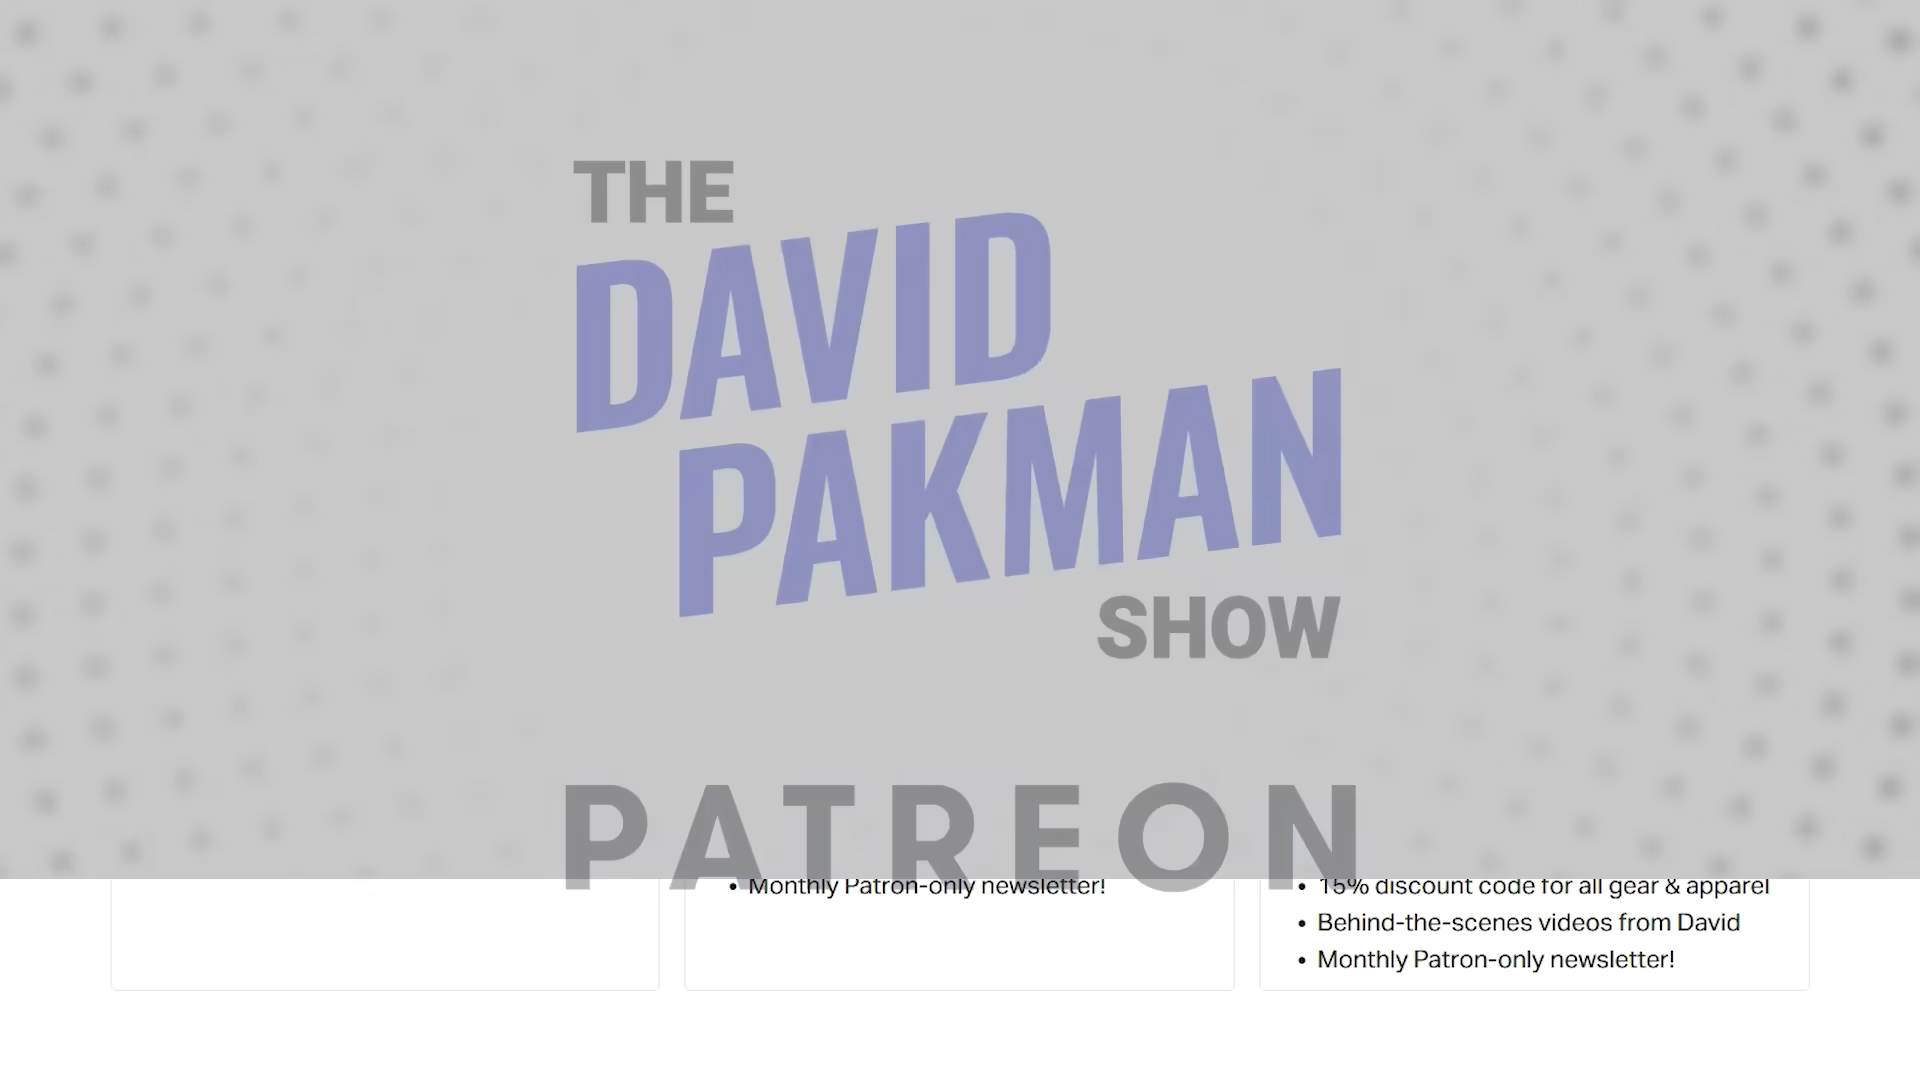 THE
DAVID
PAKMAN
SHOW
PATREON
• Monthly Patron-only newsletter!
• 15% discount code for all gear & apparel
• Behind-the-scenes videos from David
• Monthly Patron-only newsletter!